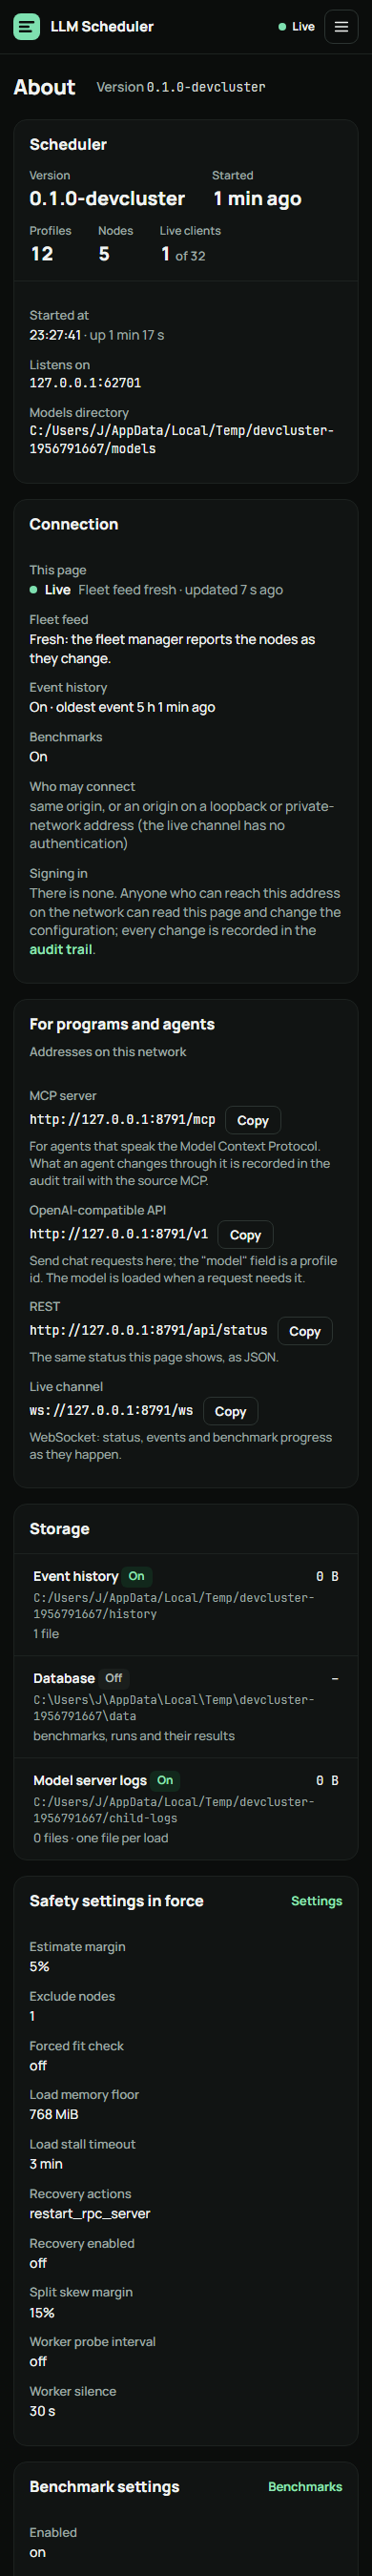 LLM Scheduler
Live
About
Version 0.1.0-devcluster
Scheduler
Version
Started
0.1.0-devcluster
1 min ago
Profiles
Nodes
Live clients
12
5
1 of 32
Started at
23:27:41 · up 1 min 17 s
Listens on
127.0.0.1:62701
Models directory
C:/Users/J/AppData/Local/Temp/devcluster-
1956791667/models
Connection
This page
Live Fleet feed fresh · updated 7 s ago
Fleet feed
Fresh: the fleet manager reports the nodes as
they change.
Event history
On · oldest event 5 h 1 min ago
Benchmarks
On
Who may connect
same origin, or an origin on a loopback or private-
network address (the live channel has no
authentication)
Signing in
There is none. Anyone who can reach this address
on the network can read this page and change the
configuration; every change is recorded in the
audit trail.
For programs and agents
Addresses on this network
MCP server
http://127.0.0.1:8791/mcp Copy
For agents that speak the Model Context Protocol.
What an agent changes through it is recorded in the
audit trail with the source MCP.
OpenAI-compatible API
http://127.0.0.1:8791/v1 Copy
Send chat requests here; the "model" field is a profile
id. The model is loaded when a request needs it.
REST
http://127.0.0.1:8791/api/status Copy
The same status this page shows, as JSON.
Live channel
ws://127.0.0.1:8791/ws Copy
WebSocket: status, events and benchmark progress
as they happen.
Storage
Event history On 0 B
C:/Users/J/AppData/Local/Temp/devcluster-
1956791667/history
1 file
Database Off –
C:\Users\J\AppData\Local\Temp\devcluster-
1956791667\data
benchmarks, runs and their results
Model server logs On 0 B
C:/Users/J/AppData/Local/Temp/devcluster-
1956791667/child-logs
0 files · one file per load
Safety settings in force
Settings
Estimate margin
5%
Exclude nodes
1
Forced fit check
off
Load memory floor
768 MiB
Load stall timeout
3 min
Recovery actions
restart_rpc_server
Recovery enabled
off
Split skew margin
15%
Worker probe interval
off
Worker silence
30 s
Benchmark settings
Benchmarks
Enabled
on